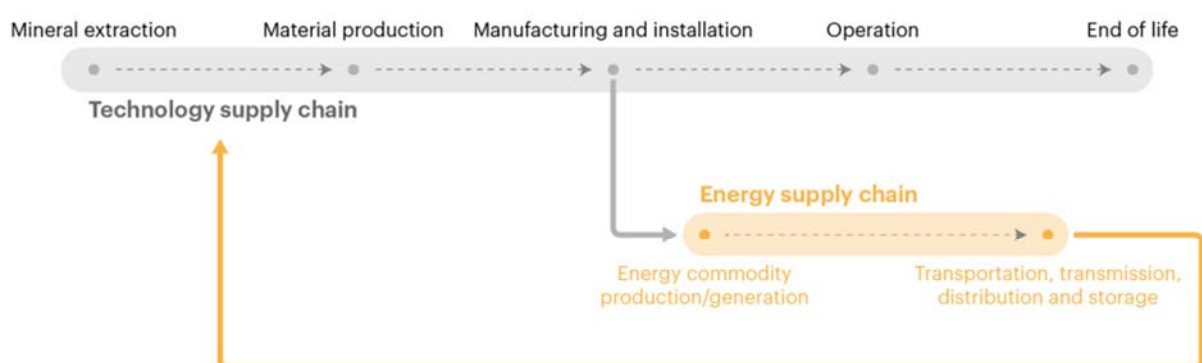 Mineral extraction
Material production
Manufacturing and installation
Operation
End of life
Technology supply chain
Energy supply chain
Energy commodity
production/generation
Transportation, transmission,
distribution and storage